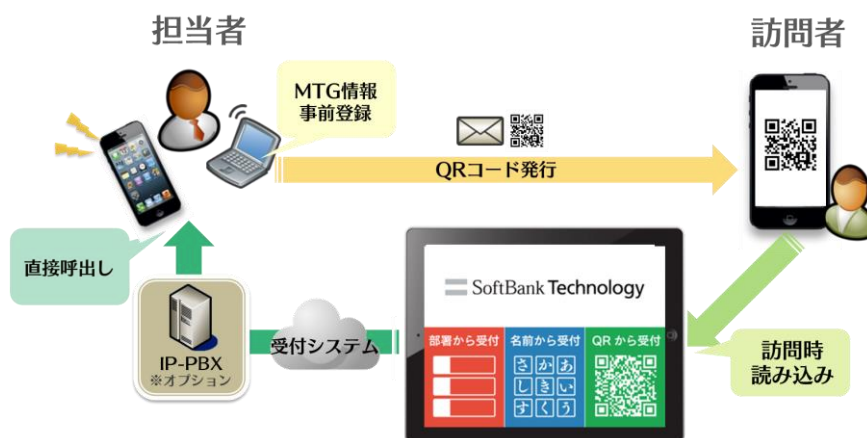 担当者
訪問者
MTG情報
事前登録
QRコード発行
直接呼出し
SoftBank Technology
部署から受付
名前から受付
QRから受付
さ か あ
し き い
す く う
受付システム
IP-PBX
※オプション
訪問時
読み込み